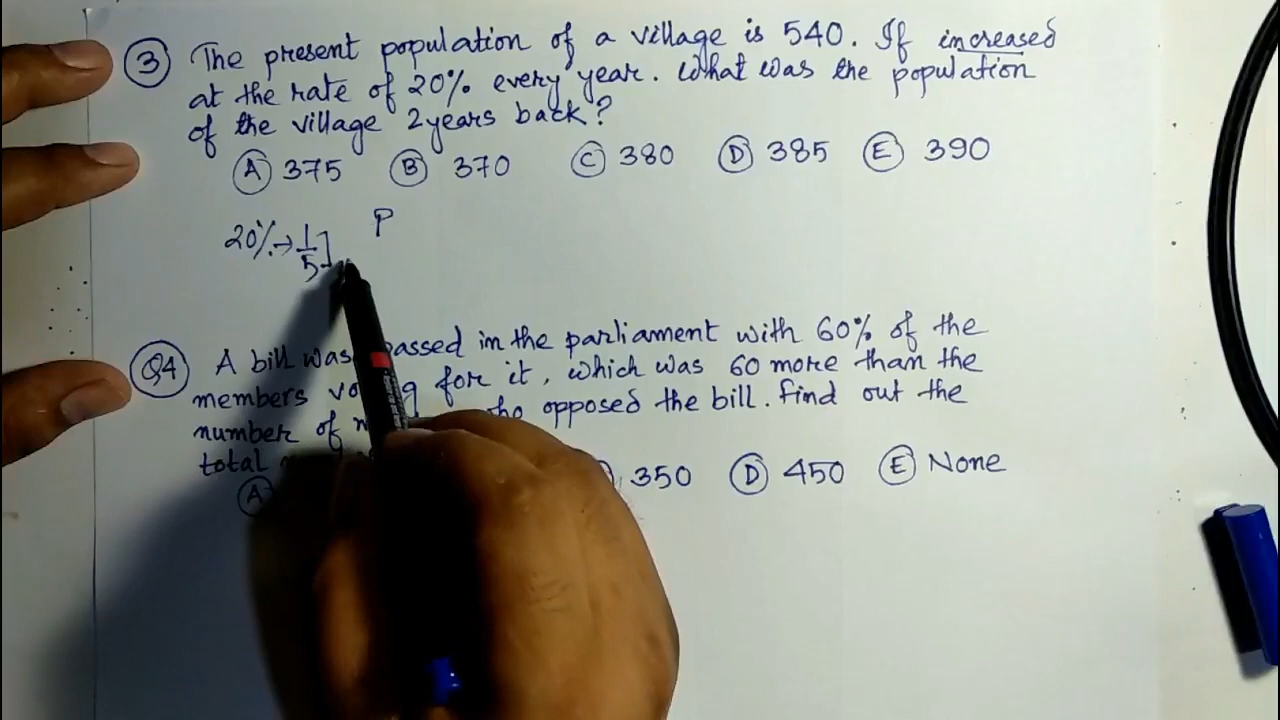 3 The present population of a village is 540. If increased
at the rate of 20% every year. What was the population
of the village 2years back?
A 375 B 370 C 380 D 385 E 390
20% → 1/5] P
Q4 A bill was passed in the parliament with 60% of the
members for it, which was 60 more than the
number of who opposed the bill. find out the
total
A 350 D 450 E None